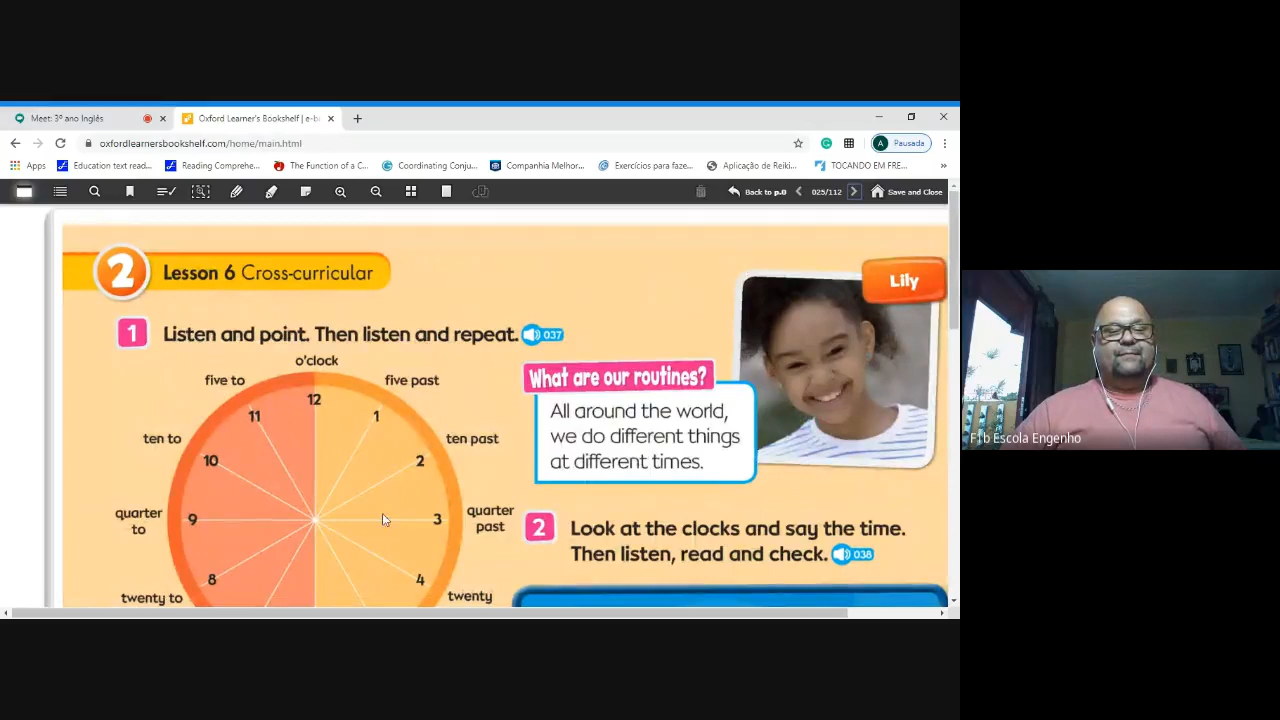 Meet: 3º ano Inglês
Oxford Learner's Bookshelf | e-b
oxfordlearnersbookshelf.com/home/main.html
A Pausada
Apps Education text read... Reading Comprehe... The Function of a C... Coordinating Conju... Companhia Melhor... Exercícios para faze... Aplicação de Reiki... TOCANDO EM FRE... »
Back to p.0 025/112 Save and Close
2 Lesson 6 Cross-curricular
Lily
1 Listen and point. Then listen and repeat. 037
o'clock
five to five past
12
11 1
ten to ten past
10 2
quarter to
9 3
quarter past
8 4
twenty to twenty
What are our routines?
All around the world,
we do different things
at different times.
2 Look at the clocks and say the time.
Then listen, read and check. 038
Escola Engenho